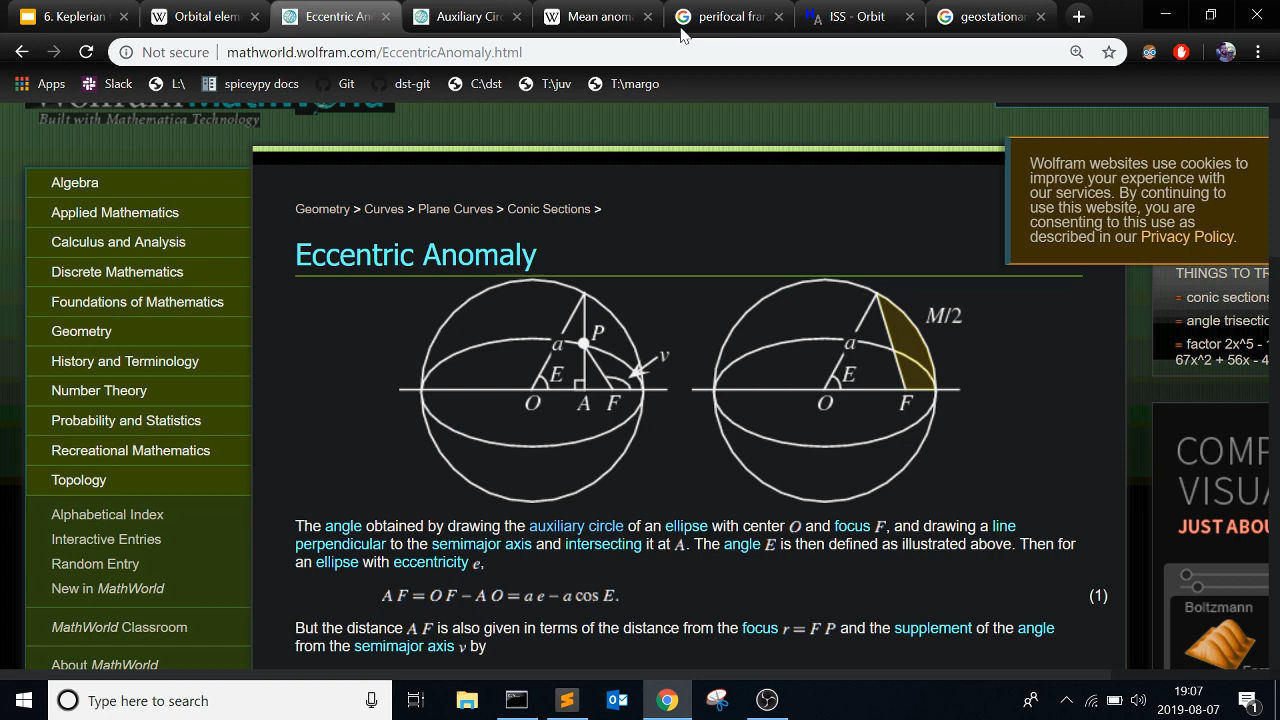 6. Keplerian
Orbital elem
Eccentric An
Auxiliary Circ
Mean anoma
perifocal fram
ISS - Orbit
geostationar
Not secure
mathworld.wolfram.com/EccentricAnomaly.html
Apps
Slack
L:\
spiceypy docs
Git
dst-git
C:\dst
T:\juv
T:\margo
Wolfram MathWorld
Built with Mathematica Technology
Algebra
Applied Mathematics
Calculus and Analysis
Discrete Mathematics
Foundations of Mathematics
Geometry
History and Terminology
Number Theory
Probability and Statistics
Recreational Mathematics
Topology
Alphabetical Index
Interactive Entries
Random Entry
New in MathWorld
MathWorld Classroom
About MathWorld
Geometry > Curves > Plane Curves > Conic Sections >
Eccentric Anomaly
a P v E O A F
a E O F M/2
The angle obtained by drawing the auxiliary circle of an ellipse with center O and focus F, and drawing a line
perpendicular to the semimajor axis and intersecting it at A. The angle E is then defined as illustrated above. Then for
an ellipse with eccentricity e,
A F = O F − A O = a e − a cos E. (1)
But the distance A F is also given in terms of the distance from the focus r = F P and the supplement of the angle
from the semimajor axis v by
Wolfram websites use cookies to
improve your experience with
our services. By continuing to
use this website, you are
consenting to this use as
described in our Privacy Policy.
THINGS TO TR
= conic sections
= angle trisectio
= factor 2x^5 - 1
67x^2 + 56x - 4
COMP
VISUA
JUST ABOU
Boltzmann
Type here to search
19:07
2019-08-07
1